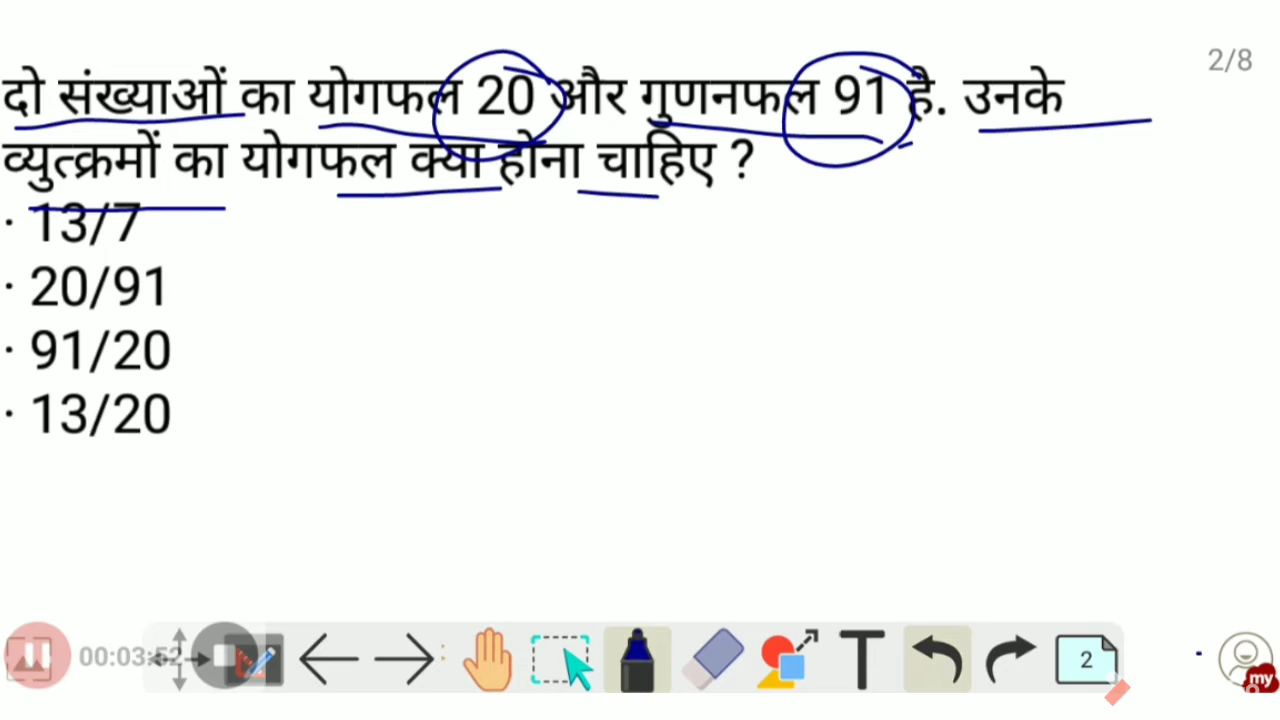 2/8
दो संख्याओं का योगफल 20 और गुणनफल 91 है. उनके
व्युत्क्रमों का योगफल क्या होना चाहिए ?
· 13/7
· 20/91
· 91/20
· 13/20
00:03:52
T
2
my